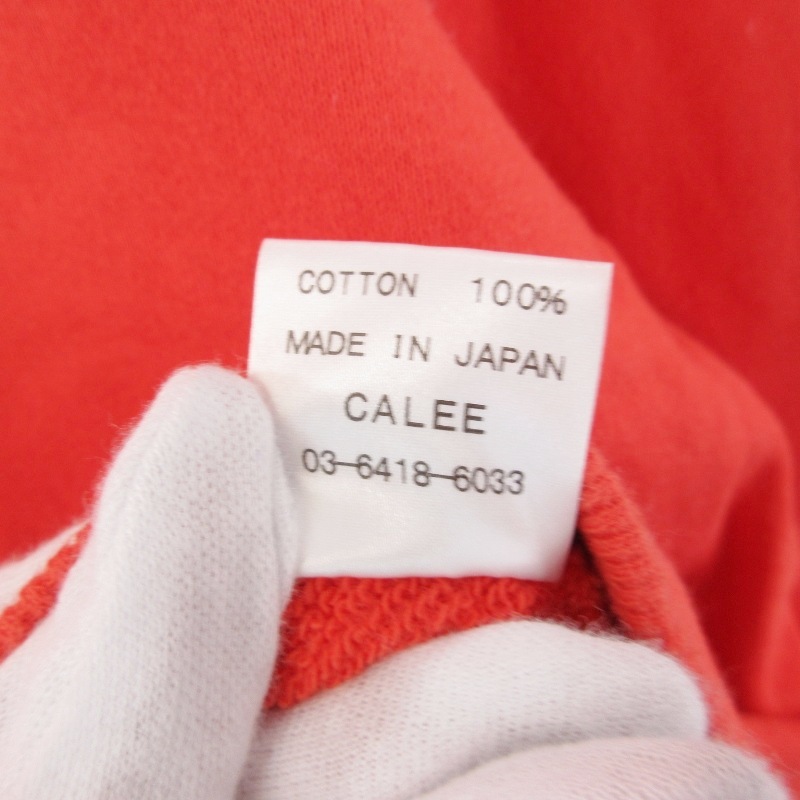 COTTON 100%
MADE IN JAPAN
CALEE
03-6418-6033